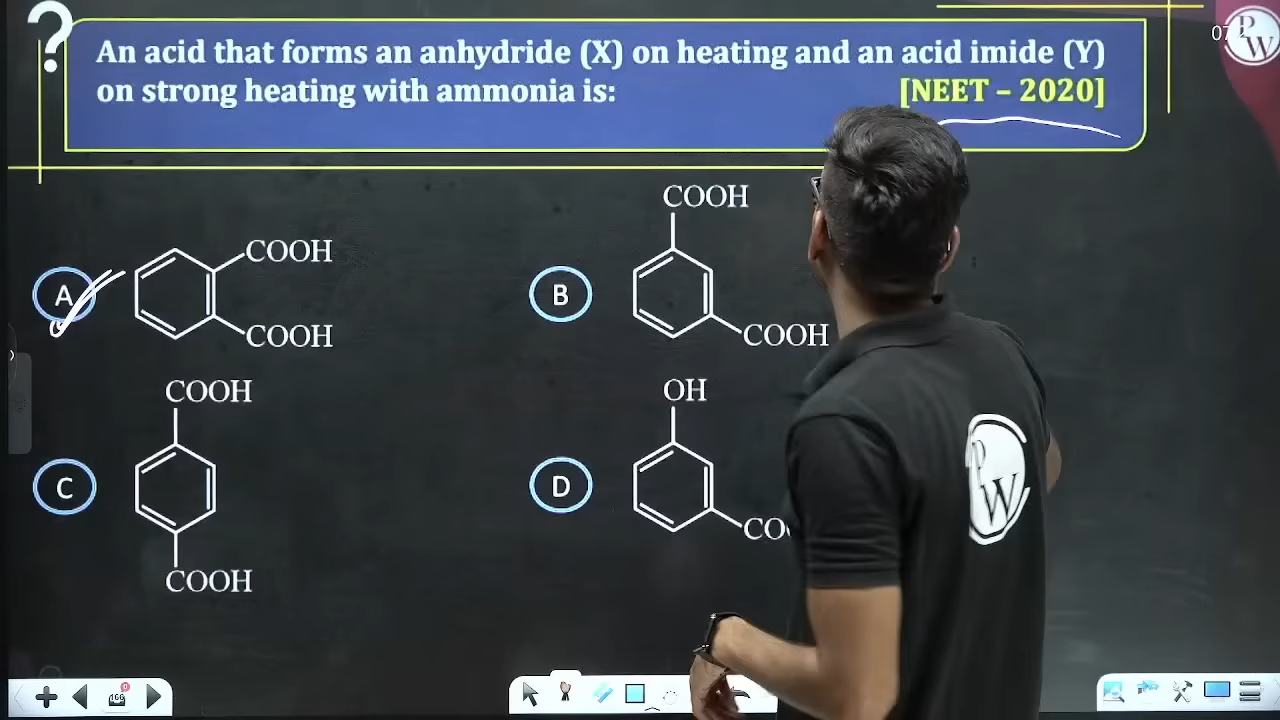 ?
An acid that forms an anhydride (X) on heating and an acid imide (Y)
on strong heating with ammonia is:
[NEET – 2020]
A
COOH
COOH
B
COOH
COOH
C
COOH
COOH
D
OH
PW
PW